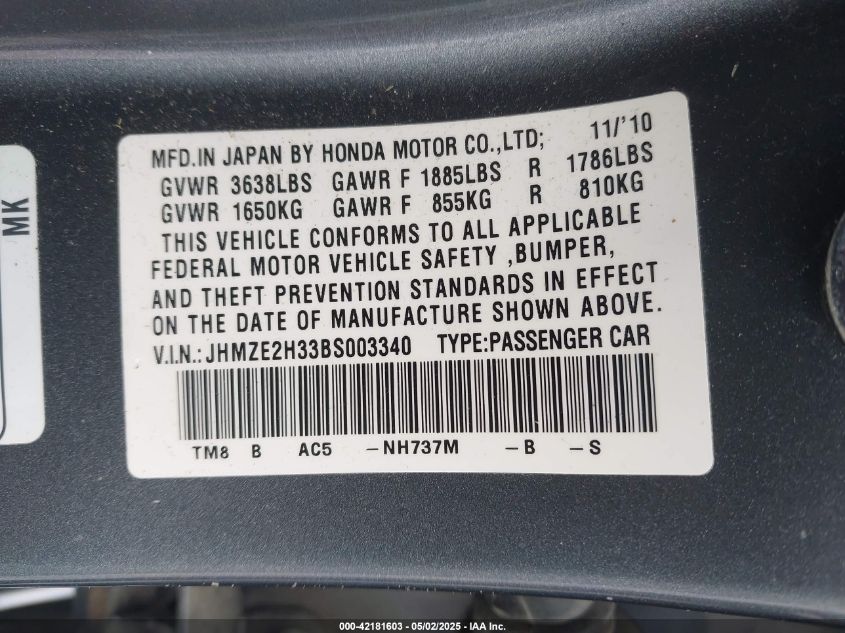 MK
MFD.IN JAPAN BY HONDA MOTOR CO.,LTD; 11/'10
GVWR 3638LBS GAWR F 1885LBS R 1786LBS
GVWR 1650KG GAWR F 855KG R 810KG
THIS VEHICLE CONFORMS TO ALL APPLICABLE
FEDERAL MOTOR VEHICLE SAFETY ,BUMPER,
AND THEFT PREVENTION STANDARDS IN EFFECT
ON THE DATE OF MANUFACTURE SHOWN ABOVE.
V.I.N.:JHMZE2H33BS003340 TYPE:PASSENGER CAR
TM8 B AC5 -NH737M -B -S
000-42181603 - 05/02/2025 - IAA Inc.